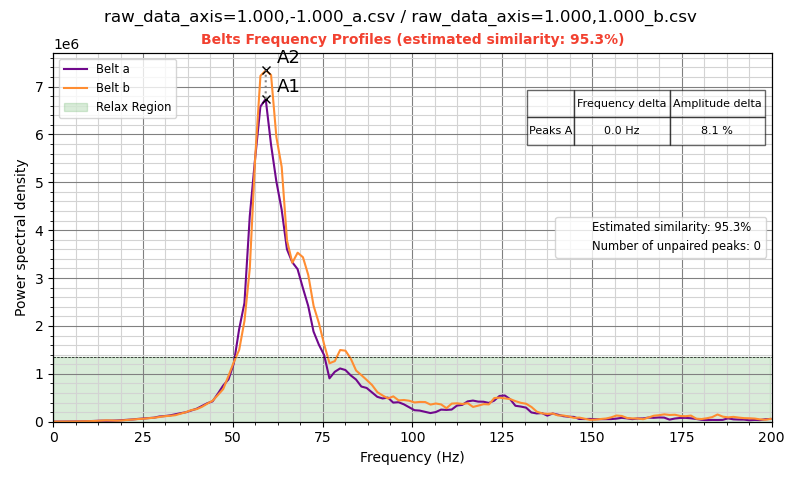 raw_data_axis=1.000,-1.000_a.csv / raw_data_axis=1.000,1.000_b.csv
Belts Frequency Profiles (estimated similarity: 95.3%)
1e6
A2
A1
Belt a
Belt b
Relax Region
Frequency delta Amplitude delta
Peaks A 0.0 Hz 8.1 %
Estimated similarity: 95.3%
Number of unpaired peaks: 0
Power spectral density
7
6
5
4
3
2
1
0
0 25 50 75 100 125 150 175 200
Frequency (Hz)